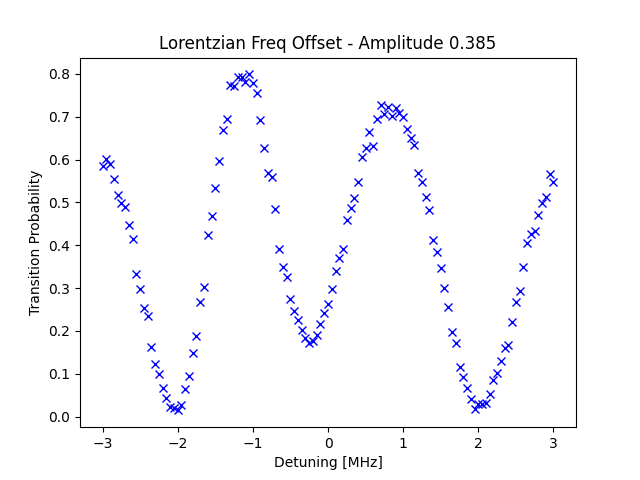 Lorentzian Freq Offset - Amplitude 0.385
Transition Probability
0.8
0.7
0.6
0.5
0.4
0.3
0.2
0.1
0.0
−3 −2 −1 0 1 2 3
Detuning [MHz]